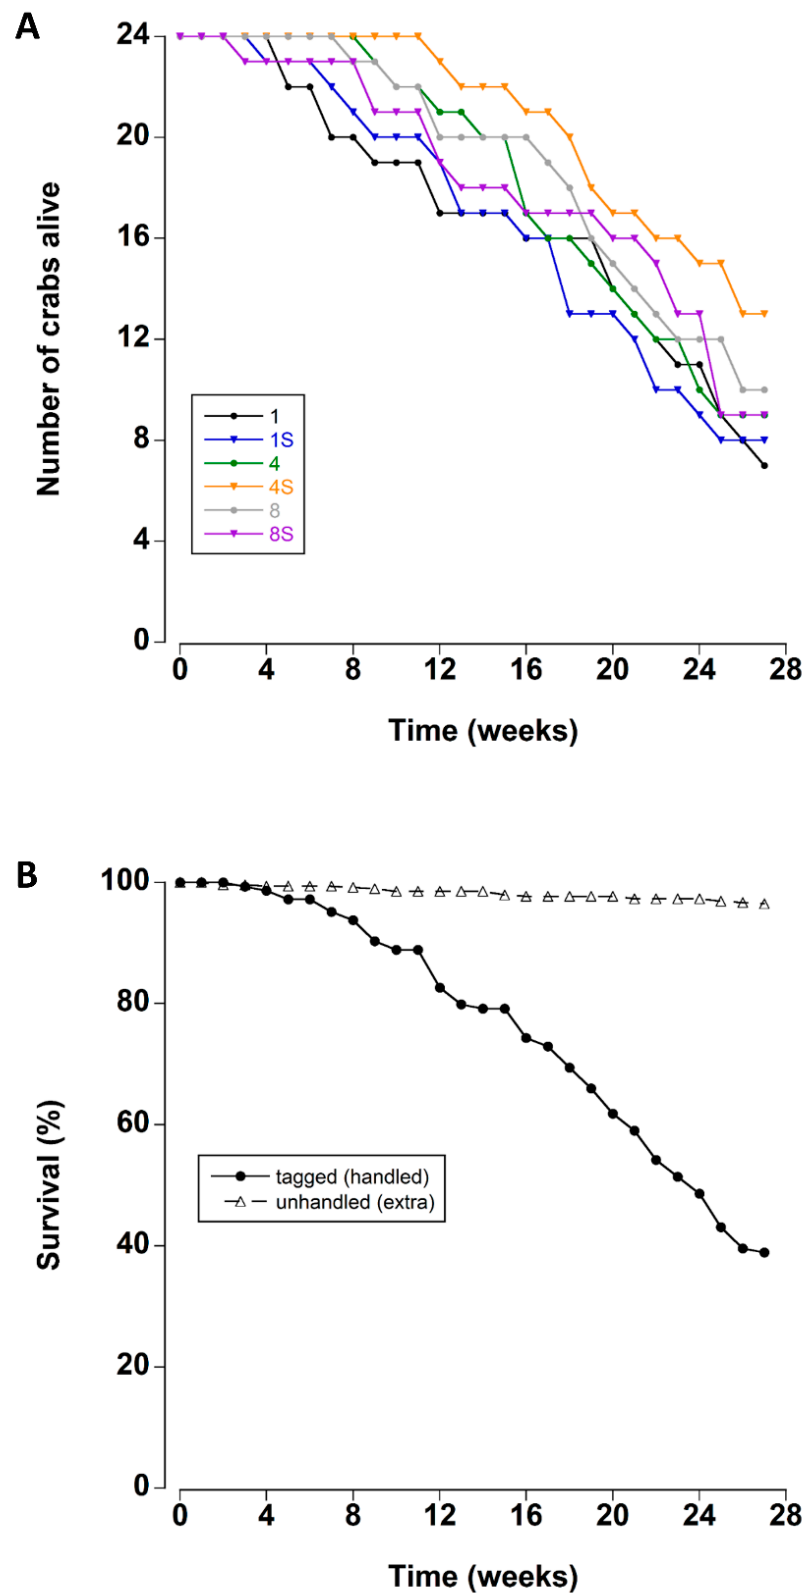 A
24
20
16
12
8
4
0
Number of crabs alive
1
1S
4
4S
8
8S
0 4 8 12 16 20 24 28
Time (weeks)
B
100
80
60
40
20
0
Survival (%)
tagged (handled)
unhandled (extra)
0 4 8 12 16 20 24 28
Time (weeks)